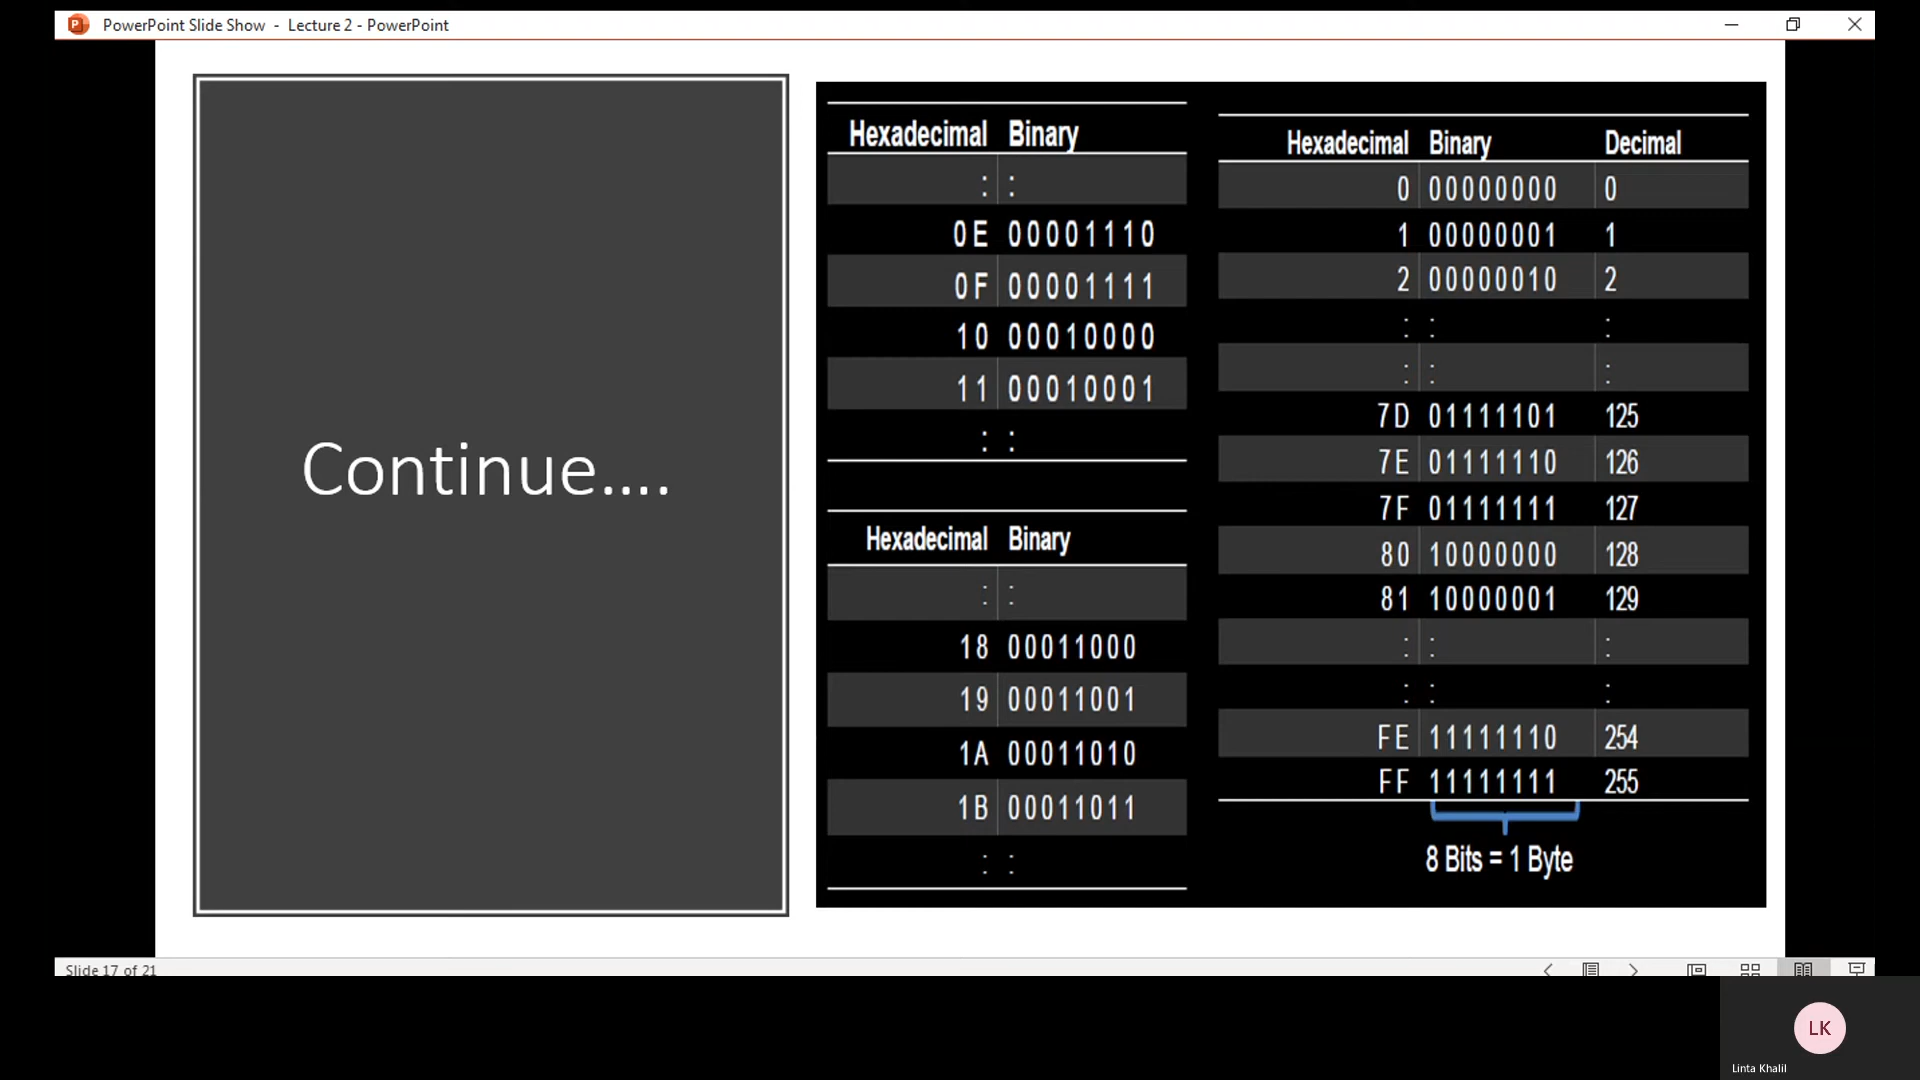 PowerPoint Slide Show - Lecture 2 - PowerPoint
Continue....
Hexadecimal Binary
: :
0E 00001110
0F 00001111
10 00010000
11 00010001
: :
Hexadecimal Binary
: :
18 00011000
19 00011001
1A 00011010
1B 00011011
: :
Hexadecimal Binary Decimal
0 00000000 0
1 00000001 1
2 00000010 2
: : :
: : :
7D 01111101 125
7E 01111110 126
7F 01111111 127
80 10000000 128
81 10000001 129
: : :
: : :
FE 11111110 254
FF 11111111 255
8 Bits = 1 Byte
Slide 17 of 21
LK
Linta Khalil